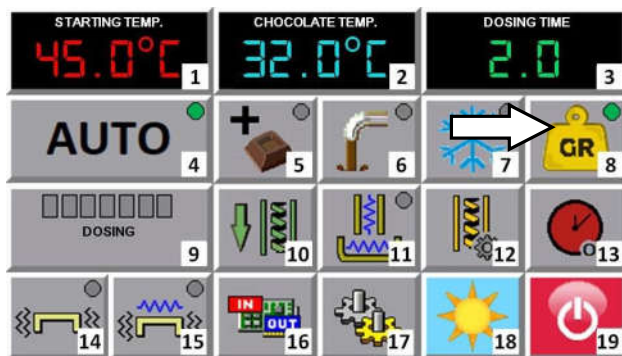 STARTING TEMP. CHOCOLATE TEMP. DOSING TIME
45.0°C 1 32.0°C 2 2.0 3
AUTO 4 5 6 7 GR 8
DOSING 9 10 11 12 13
14 15 IN OUT 16 17 18 19